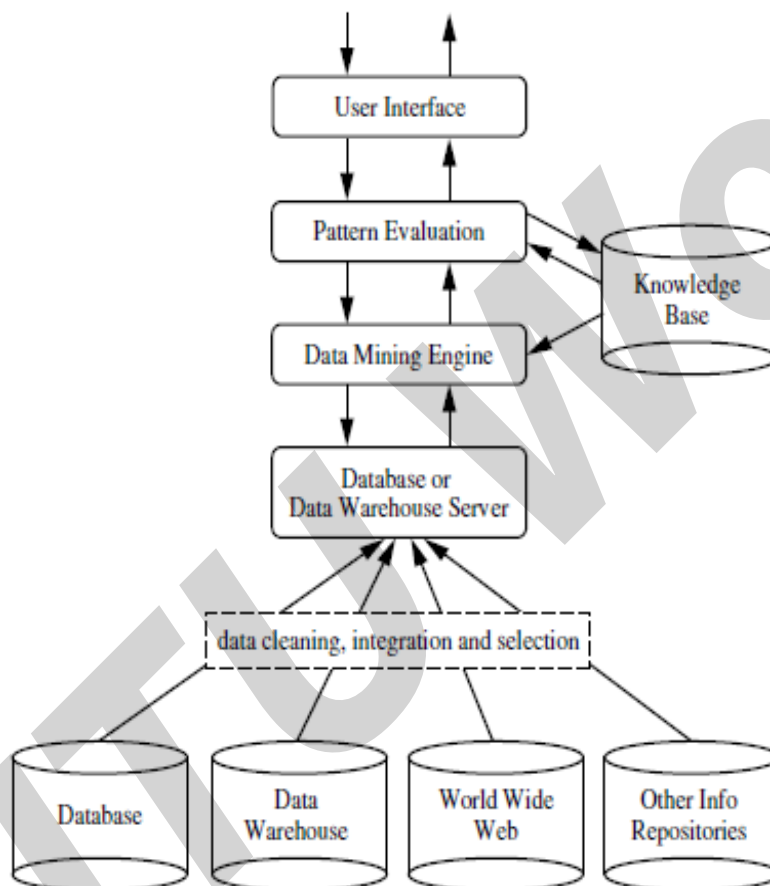 User Interface
Pattern Evaluation
Knowledge
Base
Data Mining Engine
Database or
Data Warehouse Server
data cleaning, integration and selection
Database
Data
Warehouse
World Wide
Web
Other Info
Repositories